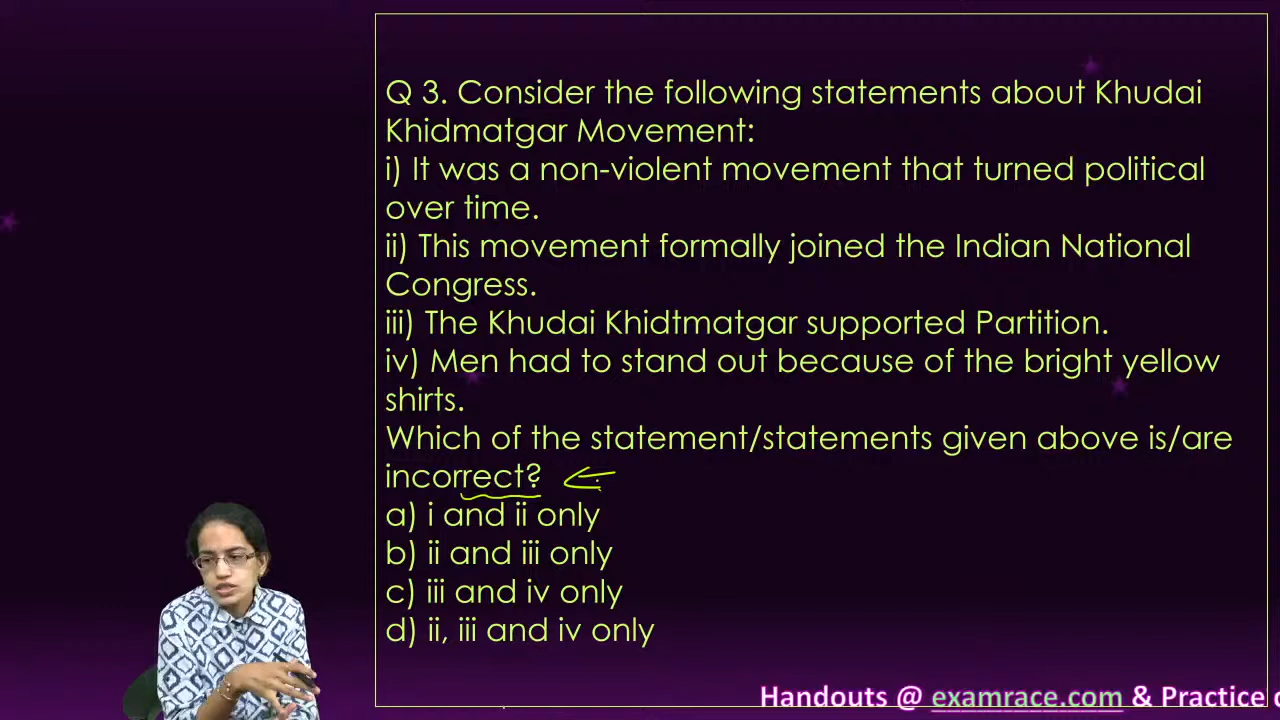 Q 3. Consider the following statements about Khudai
Khidmatgar Movement:
i) It was a non-violent movement that turned political
over time.
ii) This movement formally joined the Indian National
Congress.
iii) The Khudai Khidtmatgar supported Partition.
iv) Men had to stand out because of the bright yellow
shirts.
Which of the statement/statements given above is/are
incorrect?
a) i and ii only
b) ii and iii only
c) iii and iv only
d) ii, iii and iv only
Handouts @ examrace.com & Practice